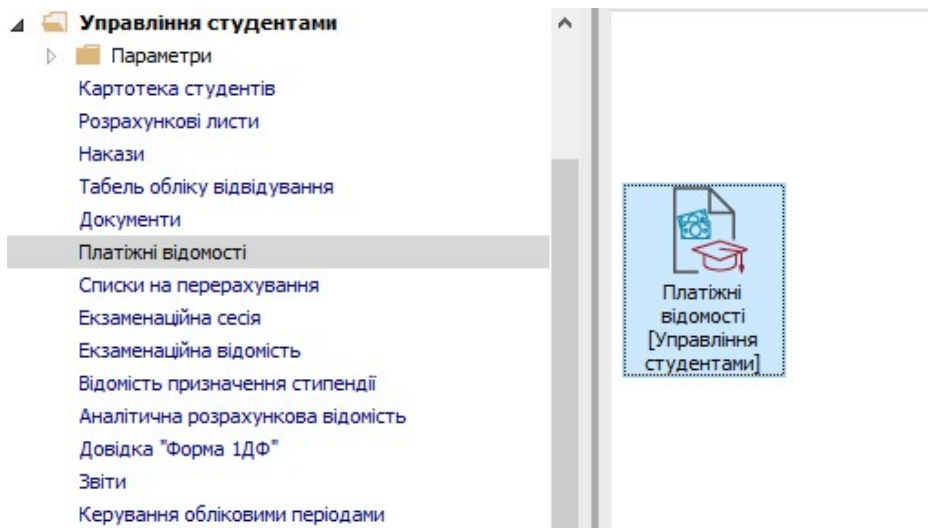 Управління студентами
Параметри
Картотека студентів
Розрахункові листи
Накази
Табель обліку відвідування
Документи
Платіжні відомості
Списки на перерахування
Екзаменаційна сесія
Екзаменаційна відомість
Відомість призначення стипендії
Аналітична розрахункова відомість
Довідка "Форма 1ДФ"
Звіти
Керування обліковими періодами
Платіжні
відомості
[Управління
студентами]